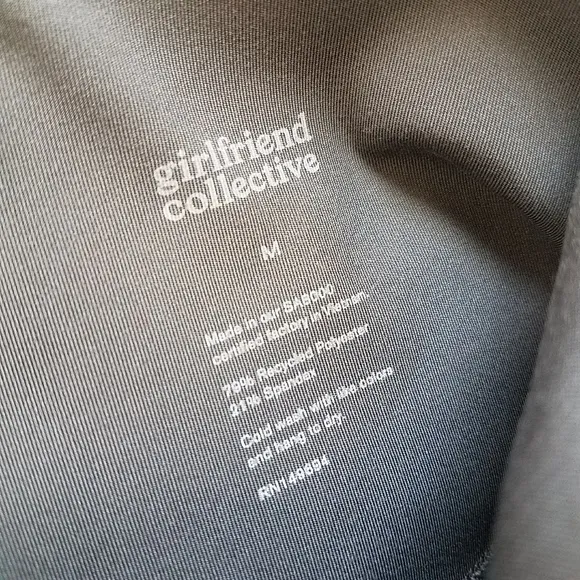 girlfriend
collective
M
Made in our SA8000
certified factory in Vietnam.
79% Recycled Polyester
21% Spandex
Cold wash with like colors
and hang to dry.
RN149894